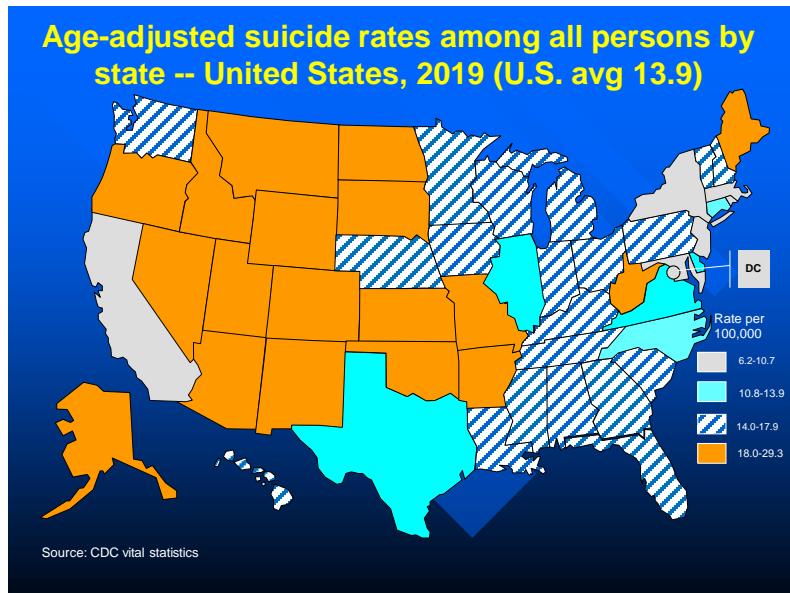 Age-adjusted suicide rates among all persons by
state -- United States, 2019 (U.S. avg 13.9)
DC
Rate per
100,000
6.2-10.7
10.8-13.9
14.0-17.9
18.0-29.3
Source: CDC vital statistics